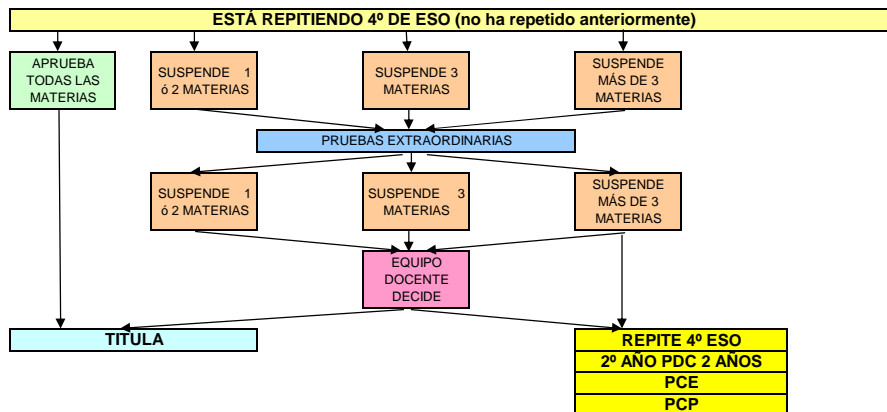 ESTÁ REPITIENDO 4º DE ESO (no ha repetido anteriormente)
APRUEBA
TODAS LAS
MATERIAS
SUSPENDE 1
ó 2 MATERIAS
SUSPENDE 3
MATERIAS
SUSPENDE
MÁS DE 3
MATERIAS
PRUEBAS EXTRAORDINARIAS
SUSPENDE 1
ó 2 MATERIAS
SUSPENDE 3
MATERIAS
SUSPENDE
MÁS DE 3
MATERIAS
EQUIPO
DOCENTE
DECIDE
TITULA
REPITE 4º ESO
2º AÑO PDC 2 AÑOS
PCE
PCP